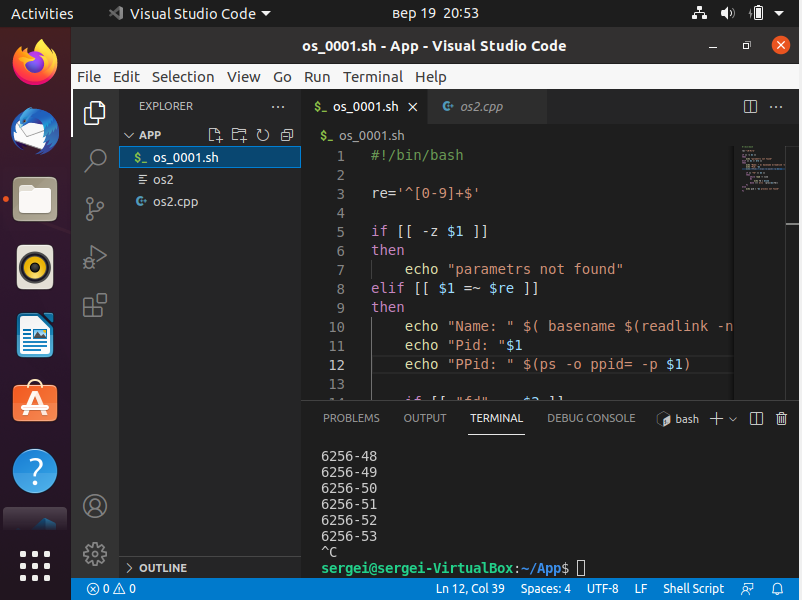 Activities
Visual Studio Code
вер 19 20:53
os_0001.sh - App - Visual Studio Code
File Edit Selection View Go Run Terminal Help
EXPLORER
APP
os_0001.sh
os2
os2.cpp
OUTLINE
os_0001.sh
os2.cpp
os_0001.sh
1 #!/bin/bash
2
3 re='^[0-9]+$'
4
5 if [[ -z $1 ]]
6 then
7 echo "parametrs not found"
8 elif [[ $1 =~ $re ]]
9 then
10 echo "Name: " $( basename $(readlink -n
11 echo "Pid: "$1
12 echo "PPid: " $(ps -o ppid= -p $1)
13
PROBLEMS OUTPUT TERMINAL DEBUG CONSOLE bash
6256-48
6256-49
6256-50
6256-51
6256-52
6256-53
^C
sergei@sergei-VirtualBox:~/App$
0 0 Ln 12, Col 39 Spaces: 4 UTF-8 LF Shell Script